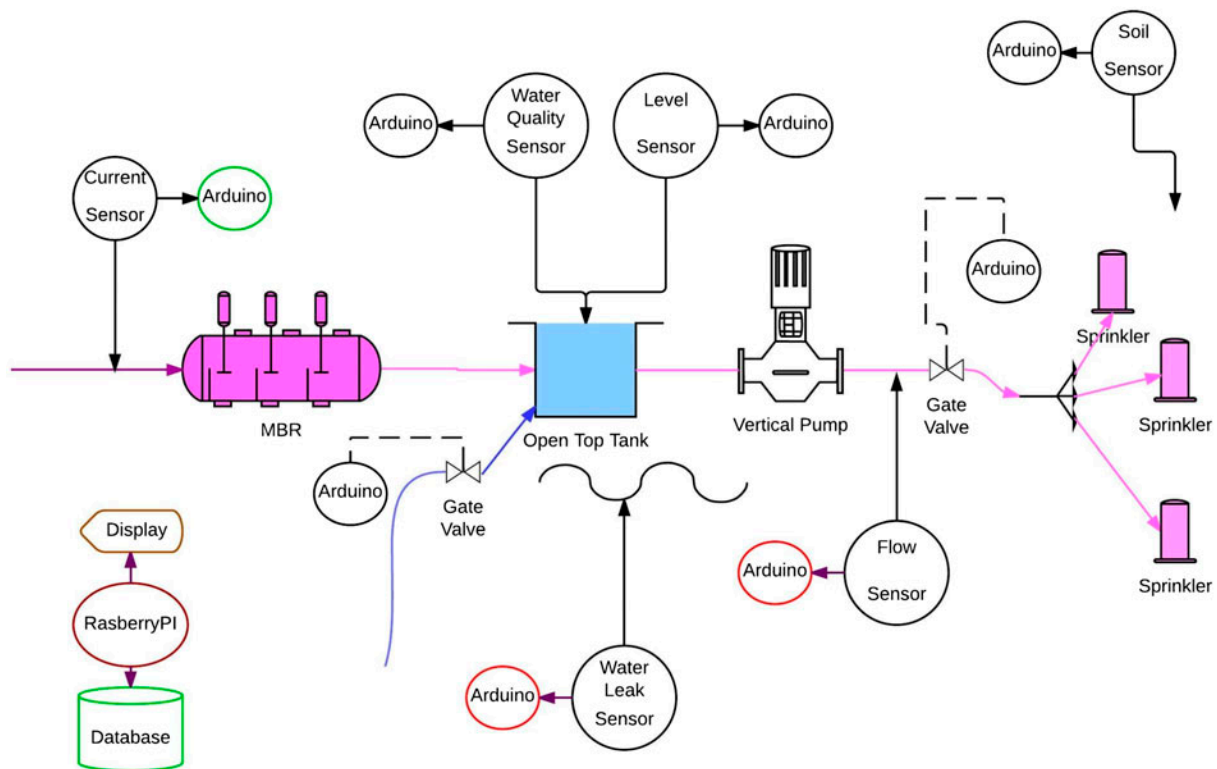 Soil
Sensor
Arduino
Water
Quality
Sensor
Arduino
Level
Sensor
Arduino
Current
Sensor
Arduino
Arduino
Sprinkler
MBR
Open Top Tank
Vertical Pump
Gate
Valve
Sprinkler
Arduino
Gate
Valve
Display
Flow
Sensor
Arduino
Sprinkler
RasberryPI
Water
Leak
Sensor
Arduino
Database